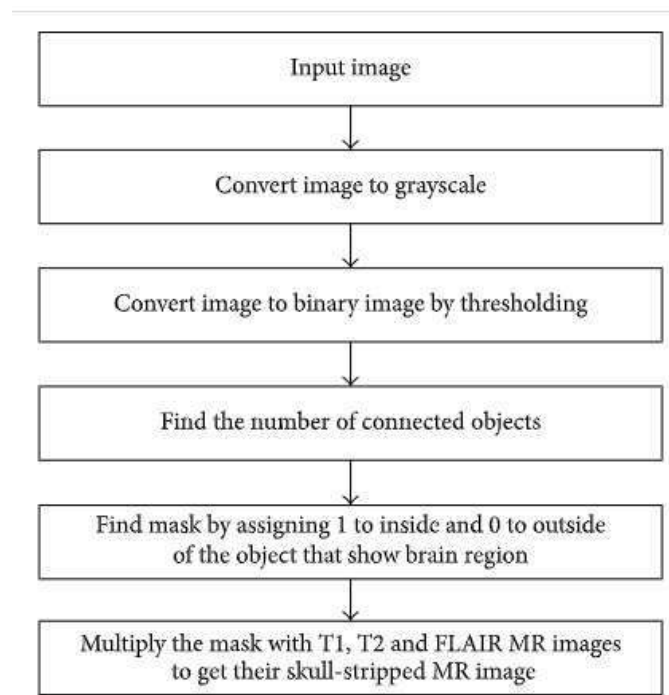 Input image
Convert image to grayscale
Convert image to binary image by thresholding
Find the number of connected objects
Find mask by assigning 1 to inside and 0 to outside
of the object that show brain region
Multiply the mask with T1, T2 and FLAIR MR images
to get their skull-stripped MR image